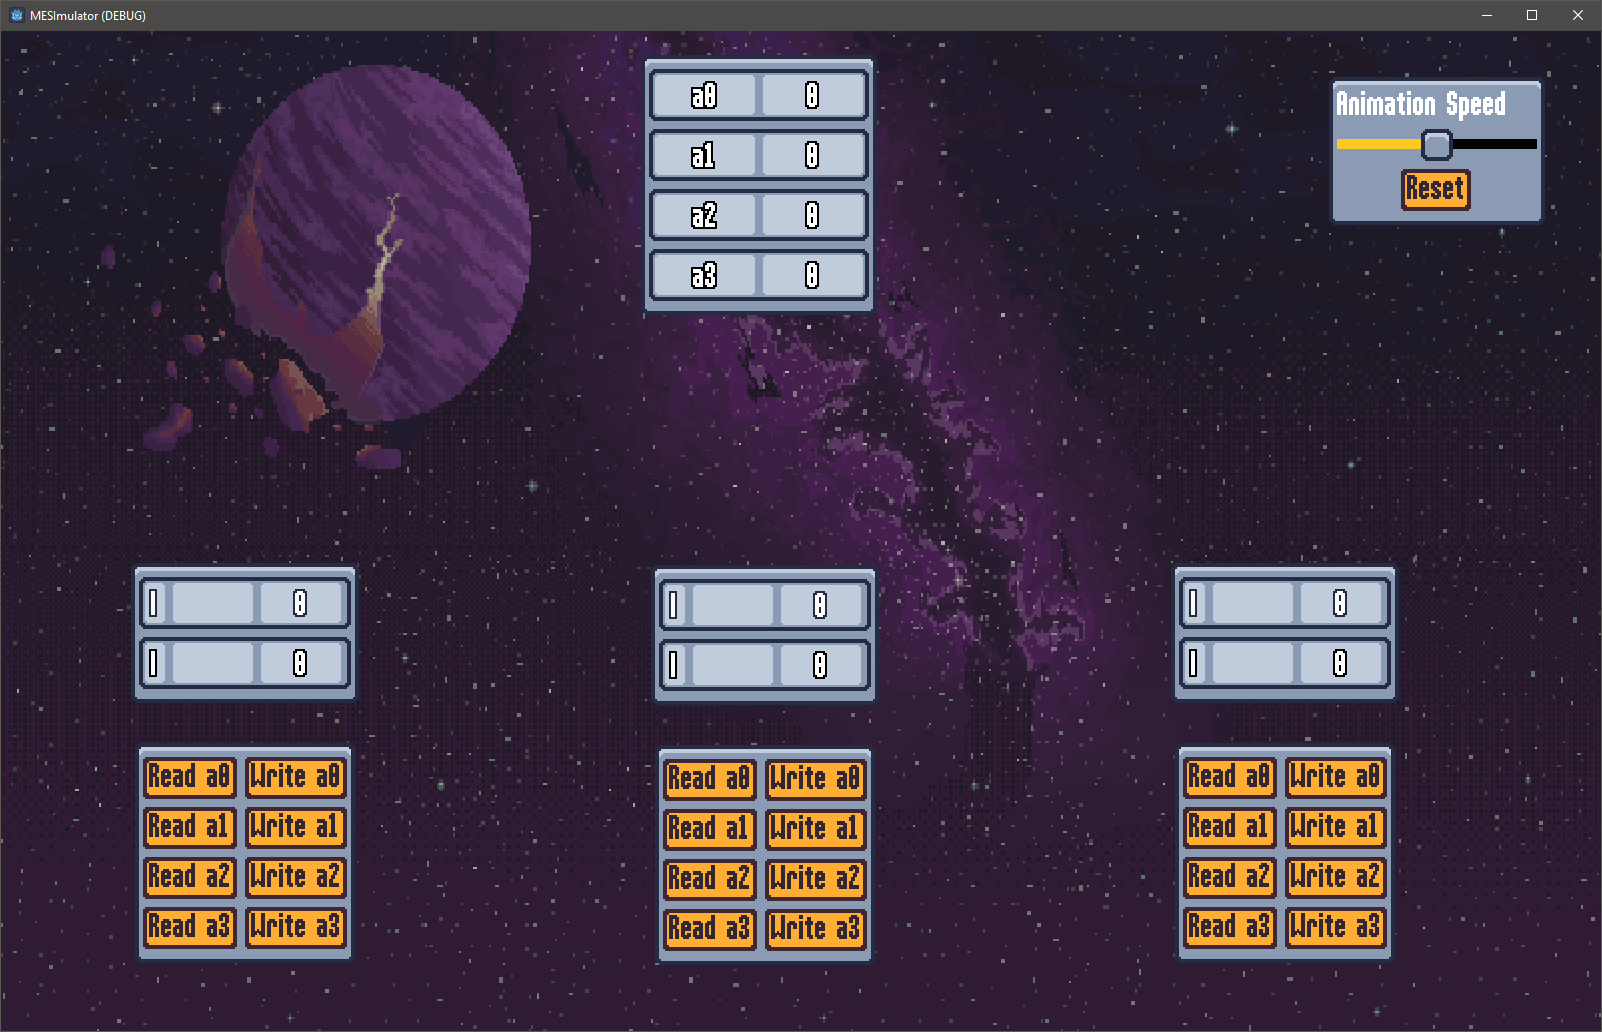 MESImulator (DEBUG)
a0 0
a1 0
a2 0
a3 0
Animation Speed
Reset
I 0
I 0
I 0
I 0
I 0
I 0
Read a0 Write a0
Read a1 Write a1
Read a2 Write a2
Read a3 Write a3
Read a0 Write a0
Read a1 Write a1
Read a2 Write a2
Read a3 Write a3
Read a0 Write a0
Read a1 Write a1
Read a2 Write a2
Read a3 Write a3